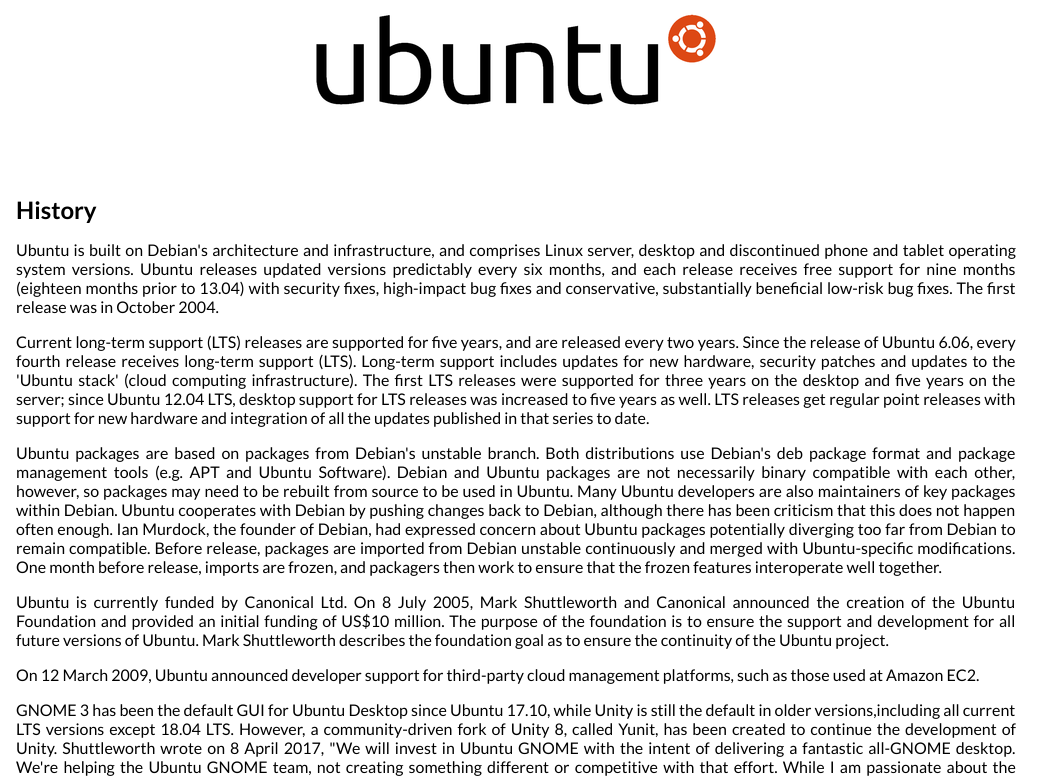 ubuntu
History
Ubuntu is built on Debian's architecture and infrastructure, and comprises Linux server, desktop and discontinued phone and tablet operating
system versions. Ubuntu releases updated versions predictably every six months, and each release receives free support for nine months
(eighteen months prior to 13.04) with security fixes, high-impact bug fixes and conservative, substantially beneficial low-risk bug fixes. The first
release was in October 2004.
Current long-term support (LTS) releases are supported for five years, and are released every two years. Since the release of Ubuntu 6.06, every
fourth release receives long-term support (LTS). Long-term support includes updates for new hardware, security patches and updates to the
'Ubuntu stack' (cloud computing infrastructure). The first LTS releases were supported for three years on the desktop and five years on the
server; since Ubuntu 12.04 LTS, desktop support for LTS releases was increased to five years as well. LTS releases get regular point releases with
support for new hardware and integration of all the updates published in that series to date.
Ubuntu packages are based on packages from Debian's unstable branch. Both distributions use Debian's deb package format and package
management tools (e.g. APT and Ubuntu Software). Debian and Ubuntu packages are not necessarily binary compatible with each other,
however, so packages may need to be rebuilt from source to be used in Ubuntu. Many Ubuntu developers are also maintainers of key packages
within Debian. Ubuntu cooperates with Debian by pushing changes back to Debian, although there has been criticism that this does not happen
often enough. Ian Murdock, the founder of Debian, had expressed concern about Ubuntu packages potentially diverging too far from Debian to
remain compatible. Before release, packages are imported from Debian unstable continuously and merged with Ubuntu-specific modifications.
One month before release, imports are frozen, and packagers then work to ensure that the frozen features interoperate well together.
Ubuntu is currently funded by Canonical Ltd. On 8 July 2005, Mark Shuttleworth and Canonical announced the creation of the Ubuntu
Foundation and provided an initial funding of US$10 million. The purpose of the foundation is to ensure the support and development for all
future versions of Ubuntu. Mark Shuttleworth describes the foundation goal as to ensure the continuity of the Ubuntu project.
On 12 March 2009, Ubuntu announced developer support for third-party cloud management platforms, such as those used at Amazon EC2.
GNOME 3 has been the default GUI for Ubuntu Desktop since Ubuntu 17.10, while Unity is still the default in older versions,including all current
LTS versions except 18.04 LTS. However, a community-driven fork of Unity 8, called Yunit, has been created to continue the development of
Unity. Shuttleworth wrote on 8 April 2017, "We will invest in Ubuntu GNOME with the intent of delivering a fantastic all-GNOME desktop.
We're helping the Ubuntu GNOME team, not creating something different or competitive with that effort. While I am passionate about the